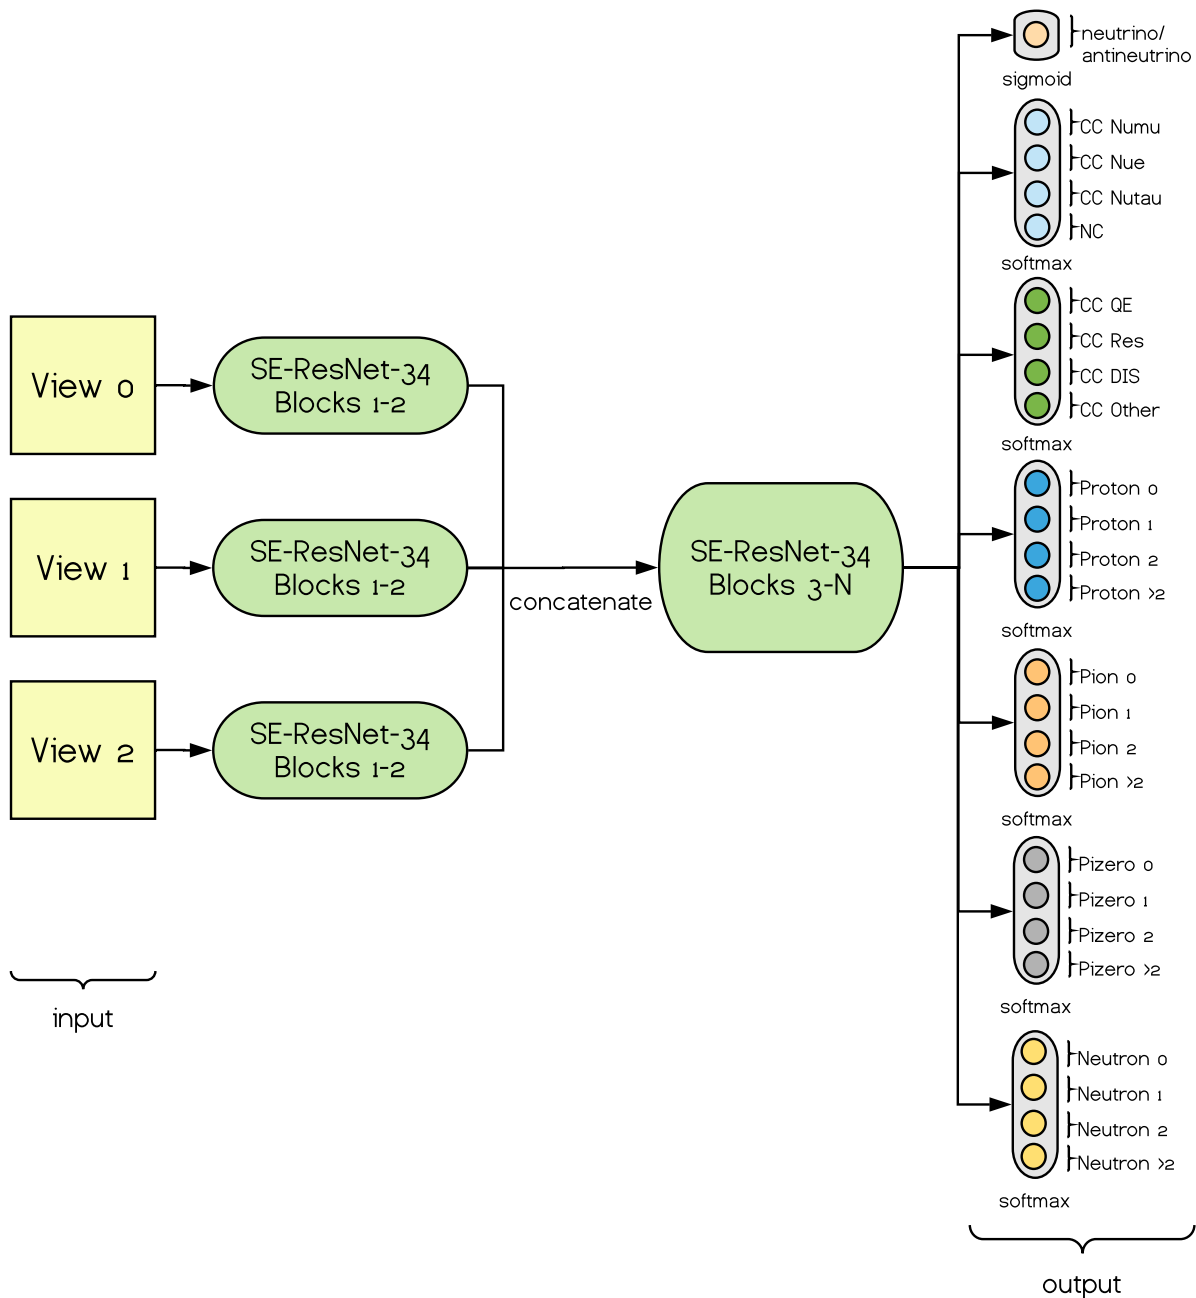 View 0
SE-ResNet-34
Blocks 1-2
View 1
SE-ResNet-34
Blocks 1-2
View 2
SE-ResNet-34
Blocks 1-2
input
concatenate
SE-ResNet-34
Blocks 3-N
neutrino/
antineutrino
sigmoid
CC Numu
CC Nue
CC Nutau
NC
softmax
CC QE
CC Res
CC DIS
CC Other
softmax
Proton 0
Proton 1
Proton 2
Proton >2
softmax
Pion 0
Pion 1
Pion 2
Pion >2
softmax
Pizero 0
Pizero 1
Pizero 2
Pizero >2
softmax
Neutron 0
Neutron 1
Neutron 2
Neutron >2
softmax
output